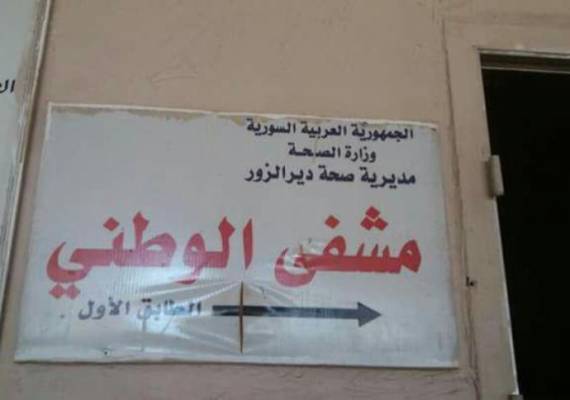 الجمهورية العربية السورية
وزارة الصحة
مديرية صحة ديرالزور
مشفى الوطني
الطابق الأول